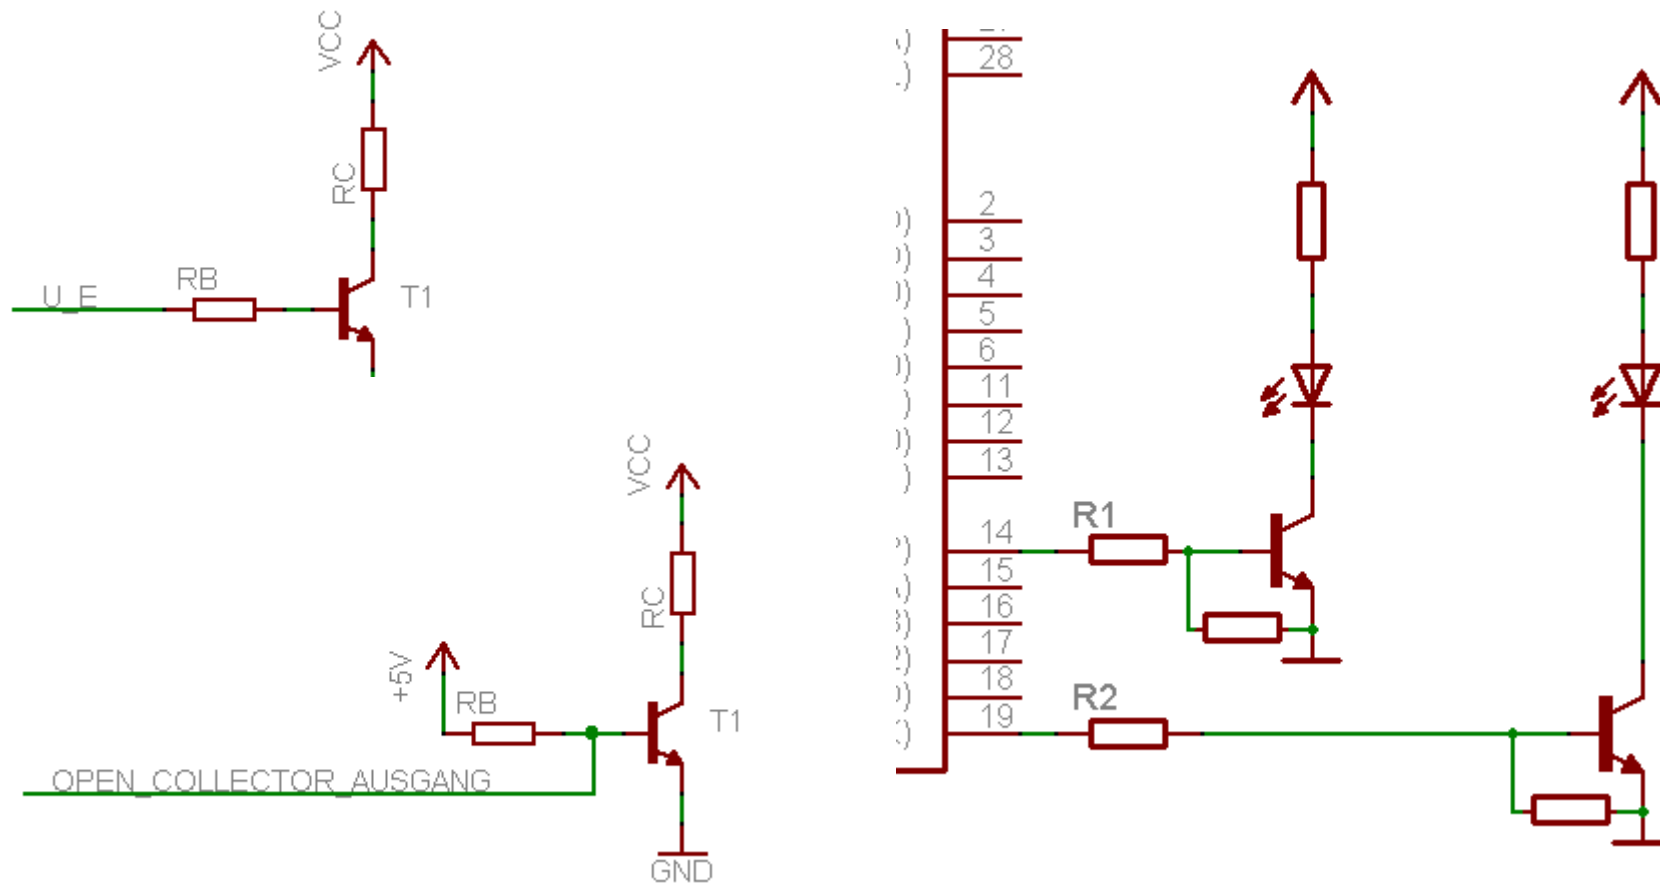 VCC
RC
RB
U_E
T1
VCC
RC
+5V
RB
T1
OPEN_COLLECTOR_AUSGANG
GND
28
2
3
4
5
6
11
12
13
14
R1
15
16
17
18
R2
19